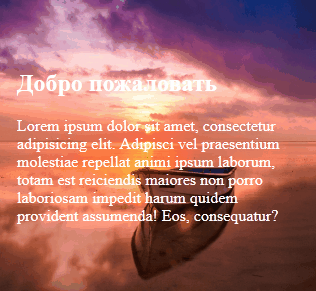 Добро пожаловать
Lorem ipsum dolor sit amet, consectetur
adipisicing elit. Adipisci vel praesentium
molestiae repellat animi ipsum laborum,
totam est reiciendis maiores non porro
laboriosam impedit harum quidem
provident assumenda! Eos, consequatur?